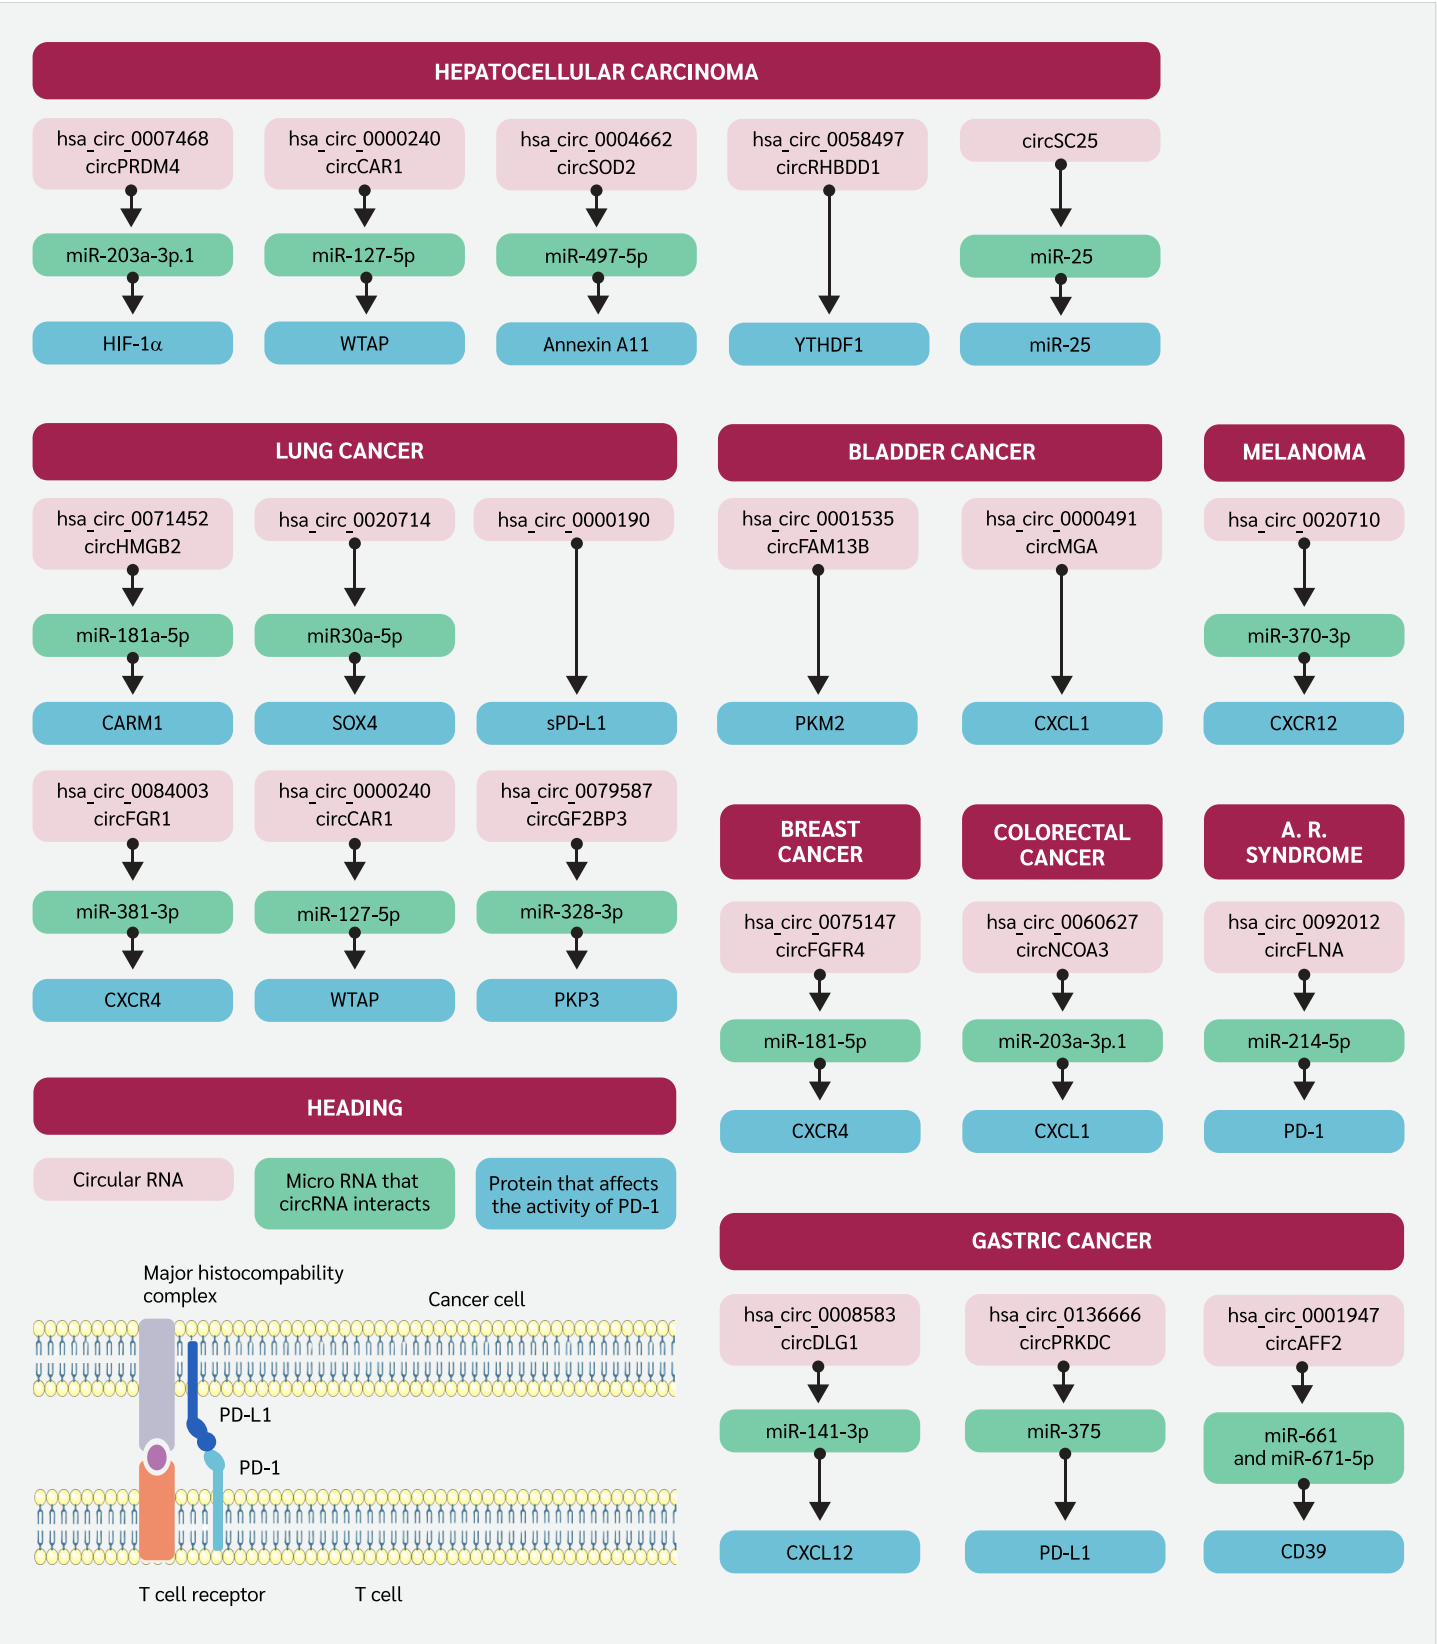 HEPATOCELLULAR CARCINOMA
hsa_circ_0007468
circPRDM4
miR-203a-3p.1
HIF-1α
hsa_circ_0000240
circCAR1
miR-127-5p
WTAP
hsa_circ_0004662
circSOD2
miR-497-5p
Annexin A11
hsa_circ_0058497
circRHBDD1
YTHDF1
circSC25
miR-25
miR-25
LUNG CANCER
hsa_circ_0071452
circHMGB2
miR-181a-5p
CARM1
hsa_circ_0020714
miR30a-5p
SOX4
hsa_circ_0000190
sPD-L1
hsa_circ_0084003
circFGR1
miR-381-3p
CXCR4
hsa_circ_0000240
circCAR1
miR-127-5p
WTAP
hsa_circ_0079587
circGF2BP3
miR-328-3p
PKP3
BLADDER CANCER
hsa_circ_0001535
circFAM13B
PKM2
hsa_circ_0000491
circMGA
CXCL1
MELANOMA
hsa_circ_0020710
miR-370-3p
CXCR12
BREAST
CANCER
hsa_circ_0075147
circFGFR4
miR-181-5p
CXCR4
COLORECTAL
CANCER
hsa_circ_0060627
circNCOA3
miR-203a-3p.1
CXCL1
A. R.
SYNDROME
hsa_circ_0092012
circFLNA
miR-214-5p
PD-1
HEADING
Circular RNA
Micro RNA that
circRNA interacts
Protein that affects
the activity of PD-1
GASTRIC CANCER
hsa_circ_0008583
circDLG1
miR-141-3p
CXCL12
hsa_circ_0136666
circPRKDC
miR-375
PD-L1
hsa_circ_0001947
circAFF2
miR-661
and miR-671-5p
CD39
Major histocompability
complex
Cancer cell
PD-L1
PD-1
T cell receptor
T cell